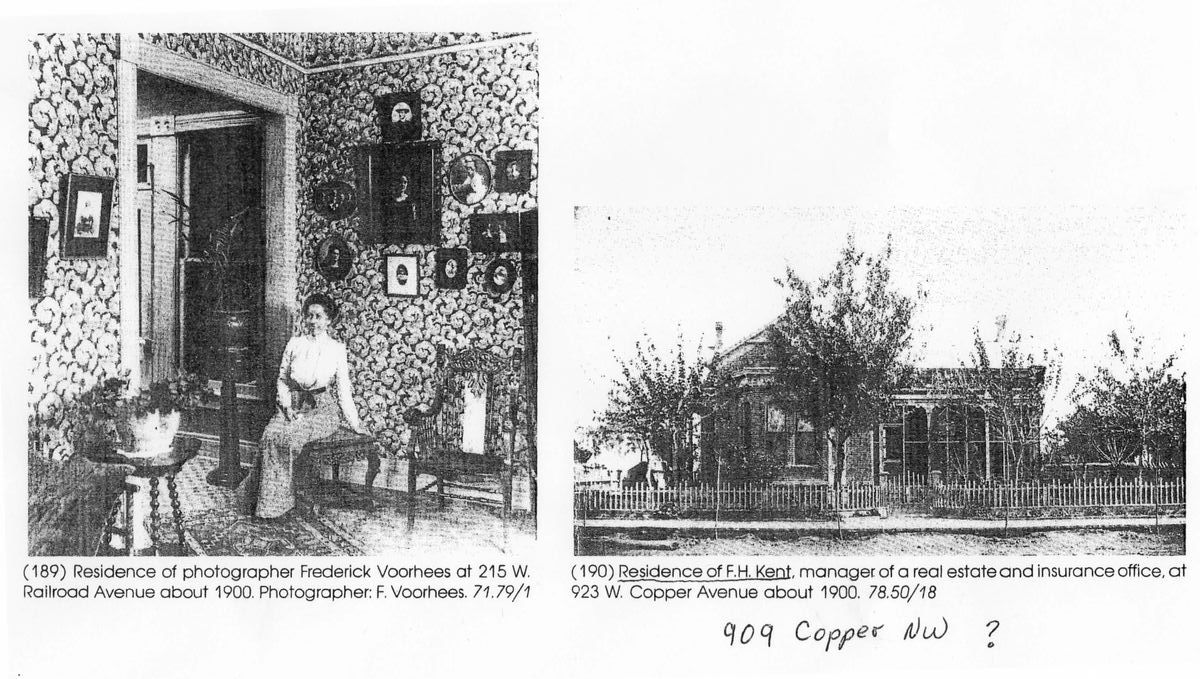 (189) Residence of photographer Frederick Voorhees at 215 W.
Railroad Avenue about 1900. Photographer: F. Voorhees. 71.79/1
(190) Residence of F.H. Kent, manager of a real estate and insurance office, at
923 W. Copper Avenue about 1900. 78.50/18
909 Copper NW ?